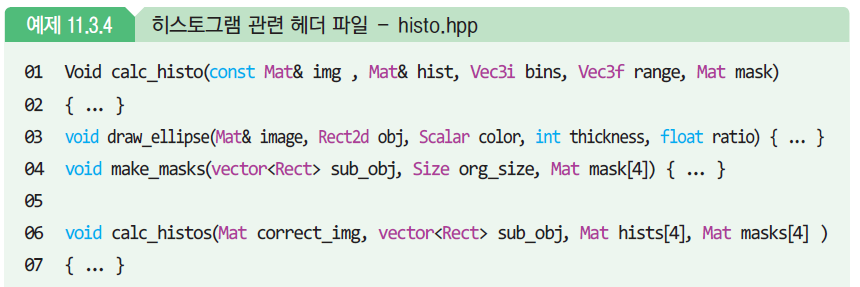 예제 11.3.4 히스토그램 관련 헤더 파일 - histo.hpp
01 Void calc_histo(const Mat& img , Mat& hist, Vec3i bins, Vec3f range, Mat mask)
02 { … }
03 void draw_ellipse(Mat& image, Rect2d obj, Scalar color, int thickness, float ratio) { … }
04 void make_masks(vector<Rect> sub_obj, Size org_size, Mat mask[4]) { … }
05
06 void calc_histos(Mat correct_img, vector<Rect> sub_obj, Mat hists[4], Mat masks[4] )
07 { … }